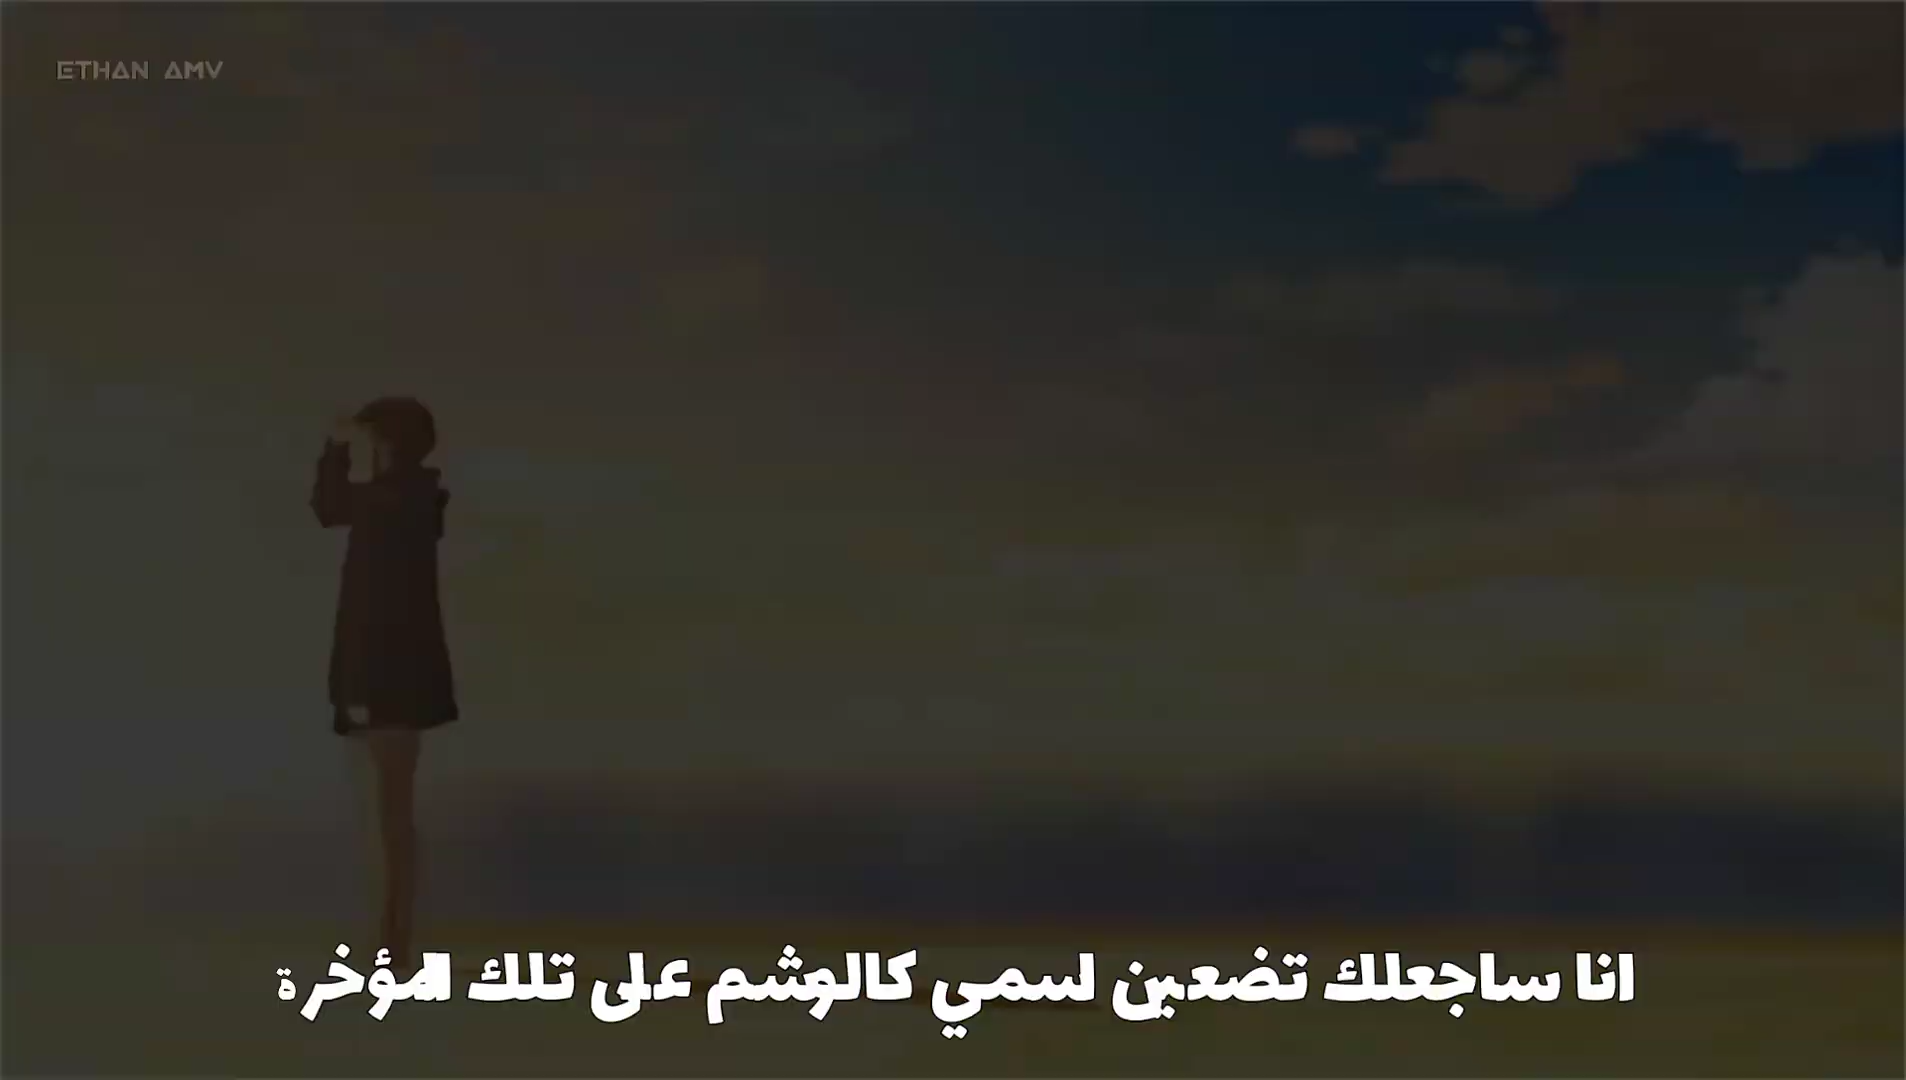 ETHAN AMV
انا ساجعلك تضعين اسمي كالوشم على تلك المؤخرة